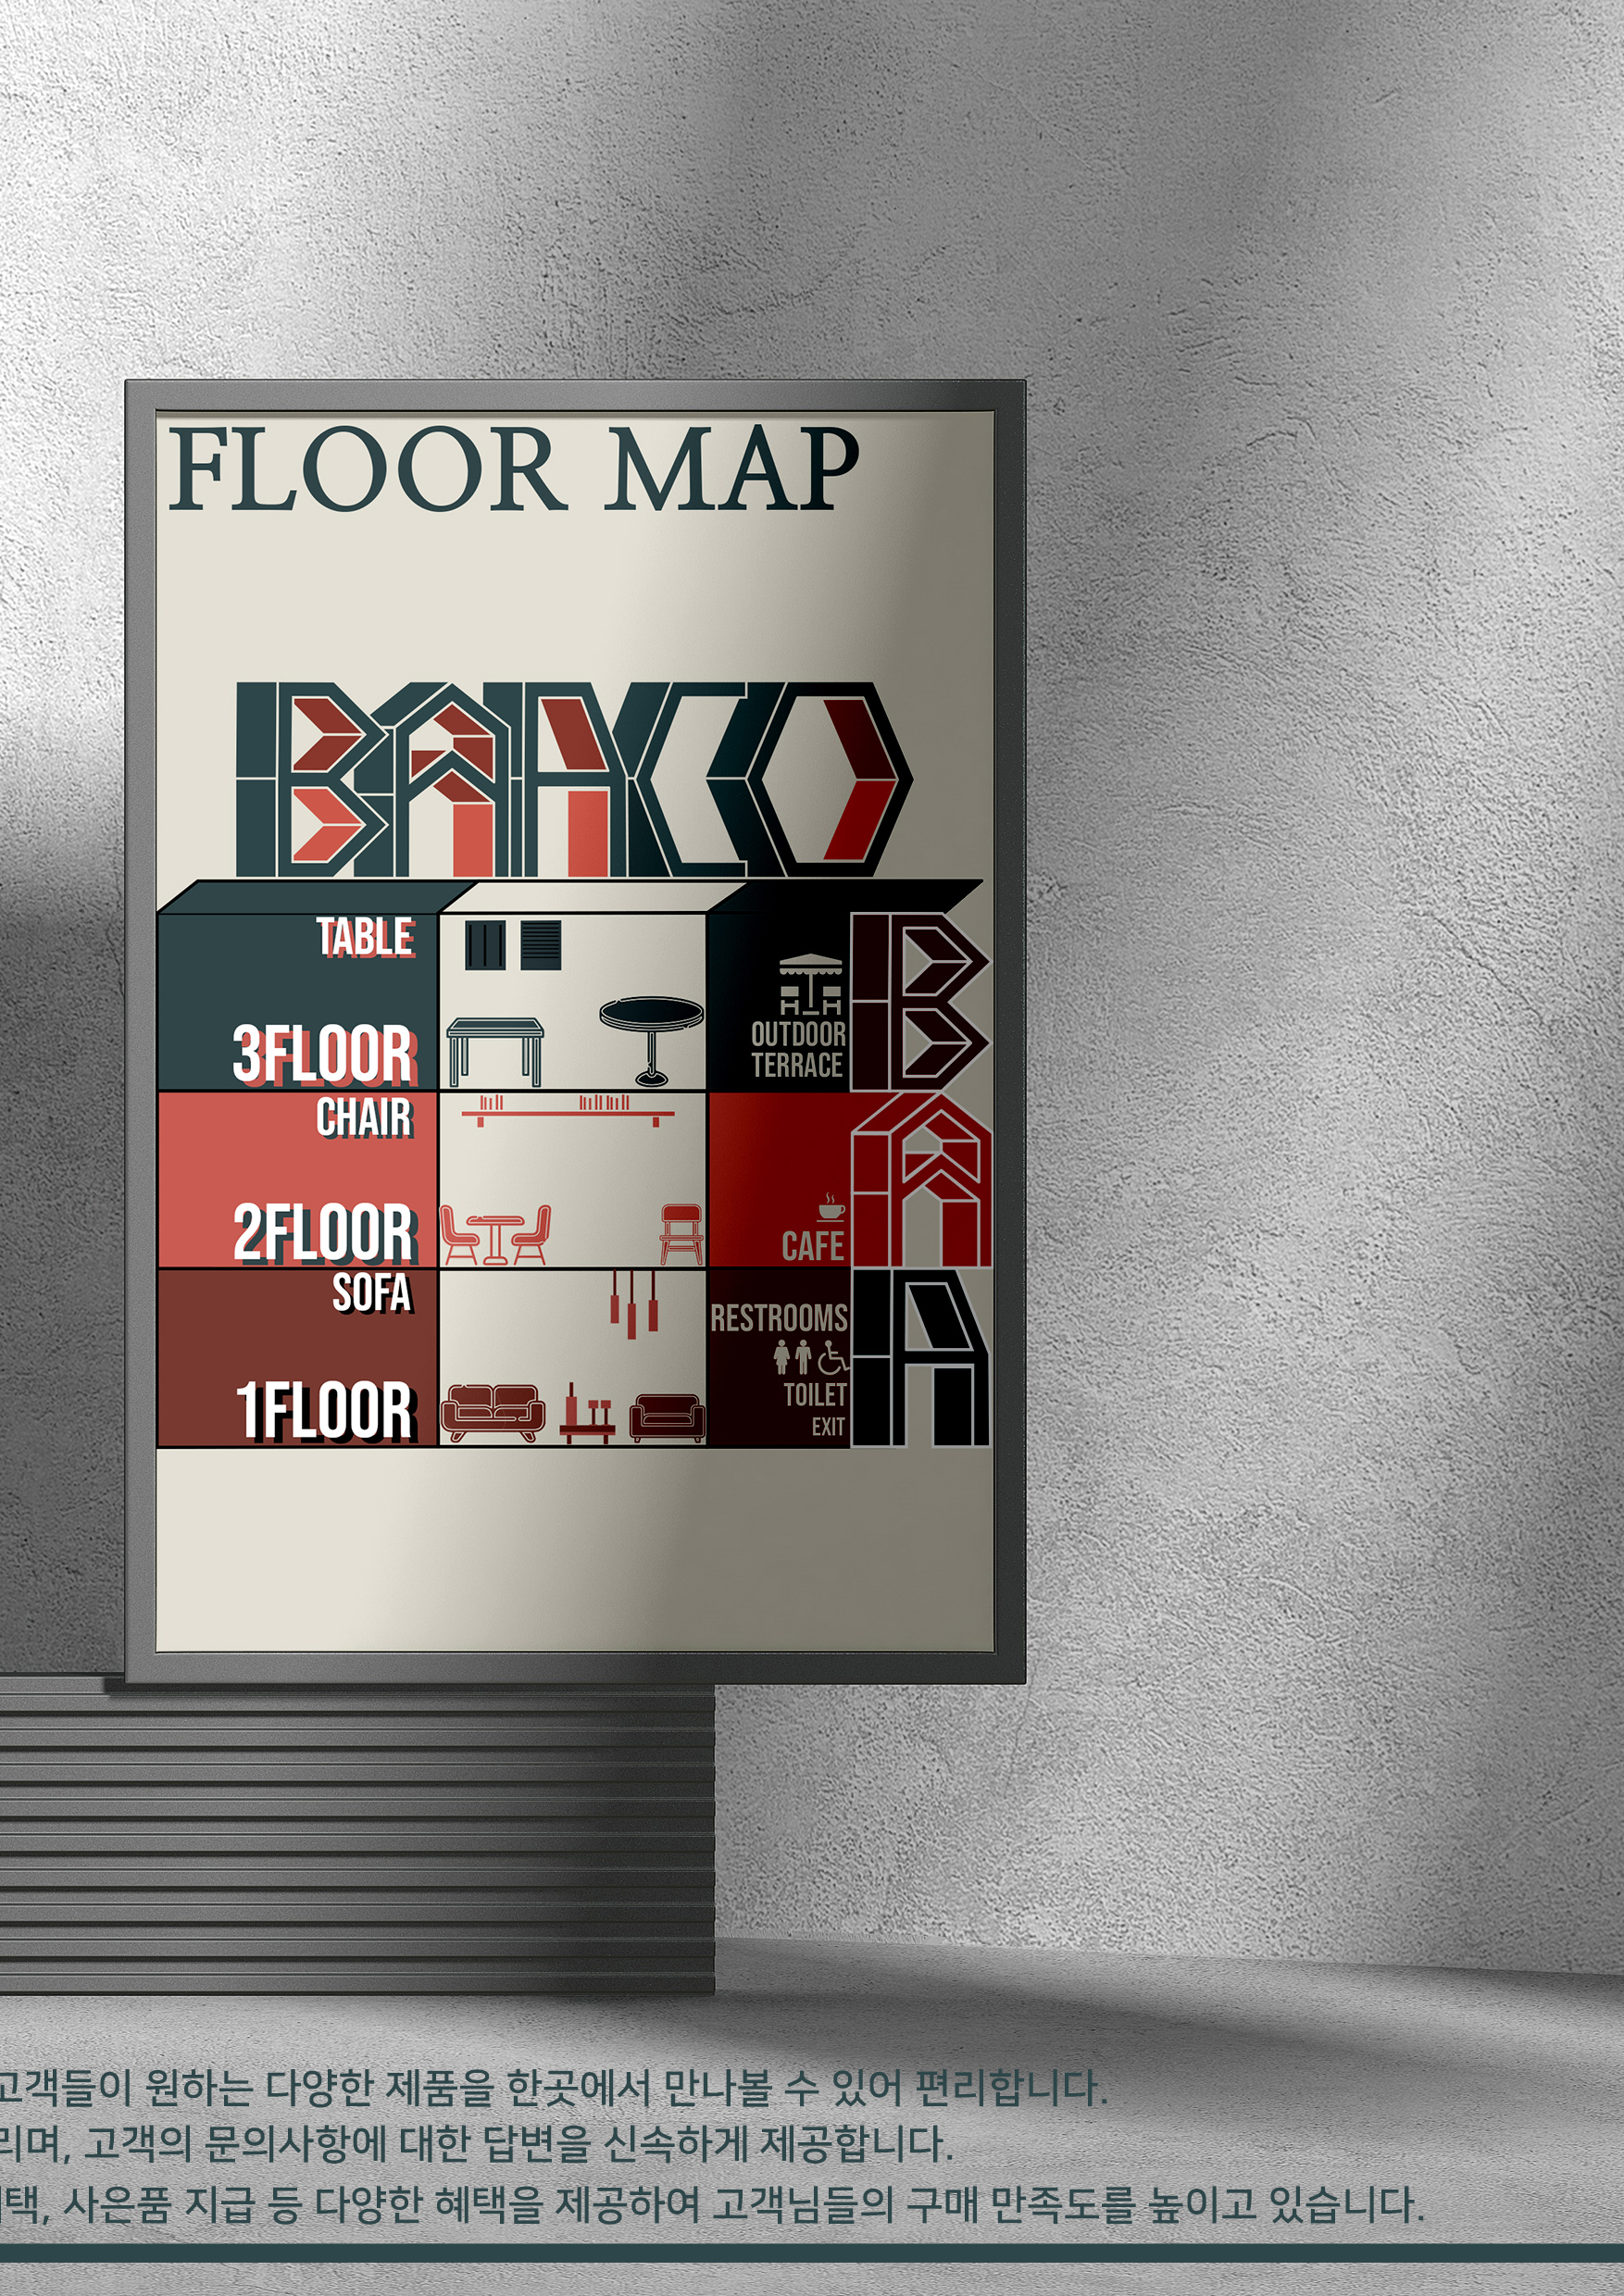 FLOOR MAP
BAACO
TABLE
3FLOOR
OUTDOOR
TERRACE
B
CHAIR
2FLOOR
CAFE
A
SOFA
1FLOOR
RESTROOMS
TOILET
EXIT
A
고객들이 원하는 다양한 제품을 한곳에서 만나볼 수 있어 편리합니다.
리며, 고객의 문의사항에 대한 답변을 신속하게 제공합니다.
택, 사은품 지급 등 다양한 혜택을 제공하여 고객님들의 구매 만족도를 높이고 있습니다.